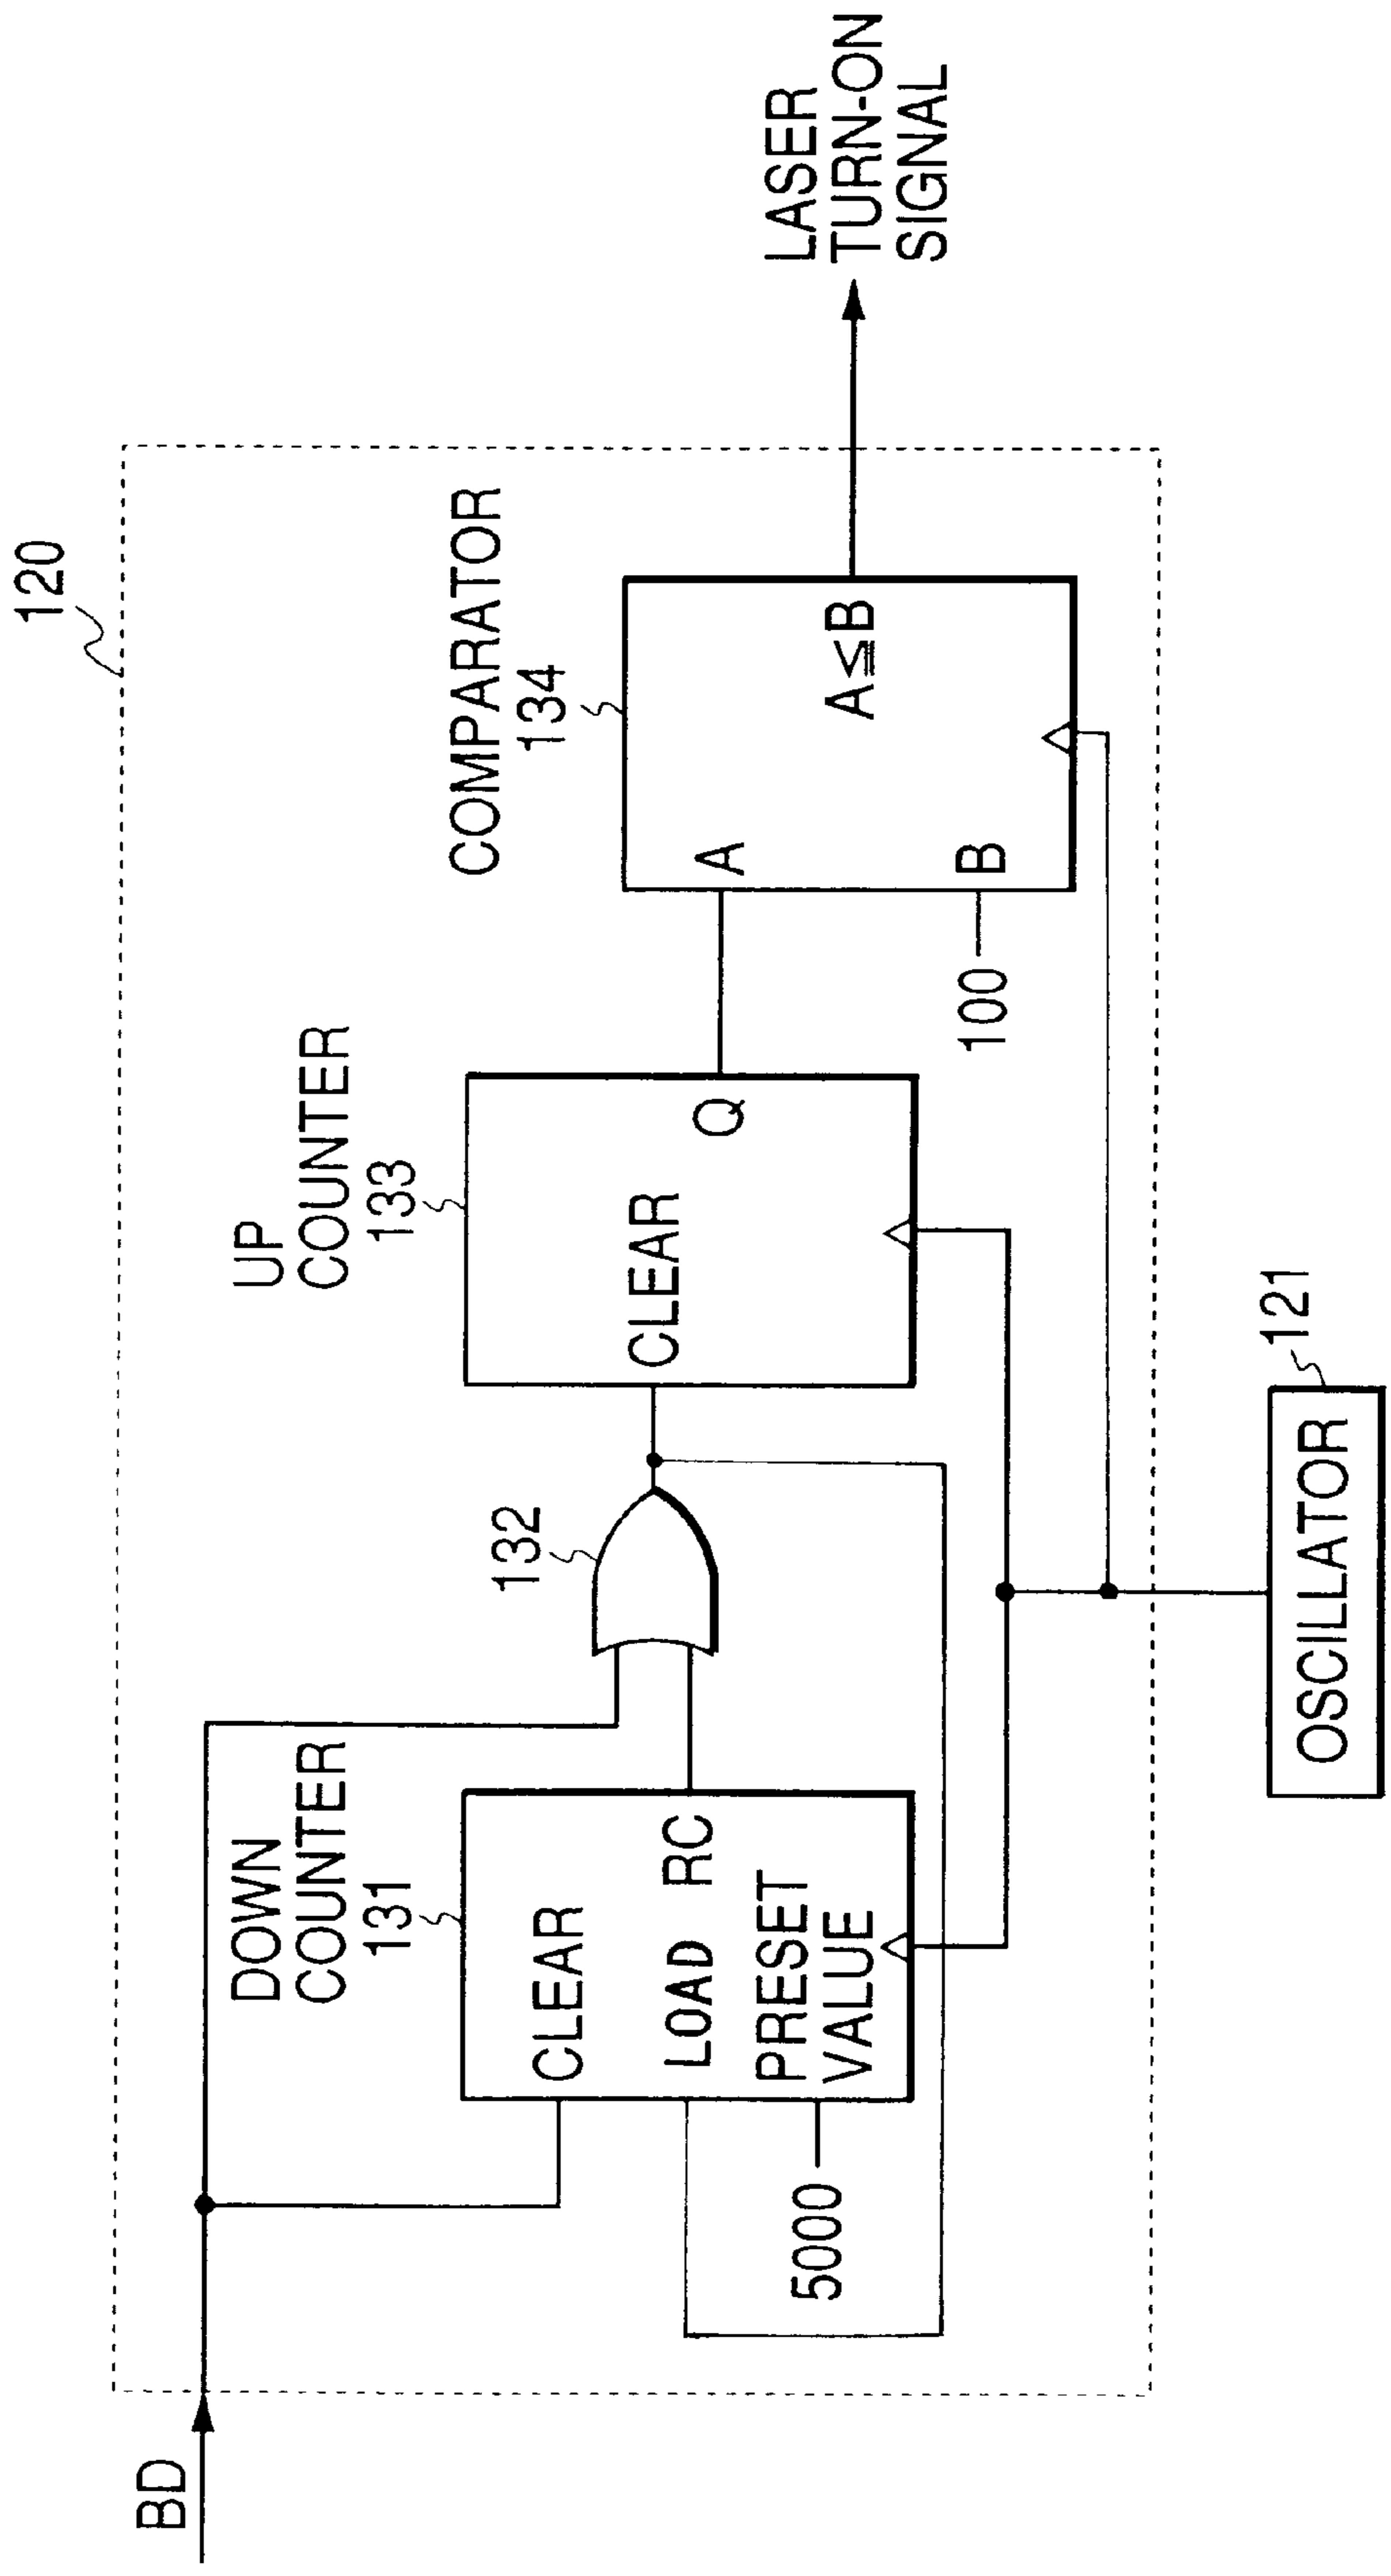 120
BD
DOWN
COUNTER
131
CLEAR
LOAD RC
PRESET
VALUE
5000
132
UP
COUNTER
133
CLEAR
Q
COMPARATOR
134
A
B
A≦B
100
LASER
TURN-ON
SIGNAL
OSCILLATOR
121